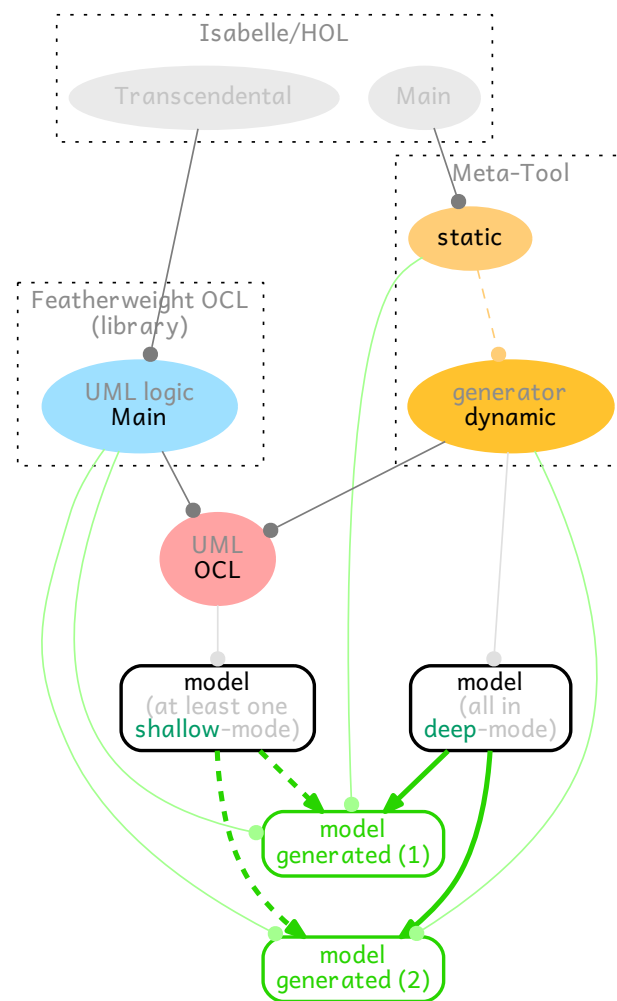 Isabelle/HOL
Transcendental
Main
Meta-Tool
static
Featherweight OCL
(library)
UML logic
Main
generator
dynamic
UML
OCL
model
(at least one
shallow-mode)
model
(all in
deep-mode)
model
generated (1)
model
generated (2)